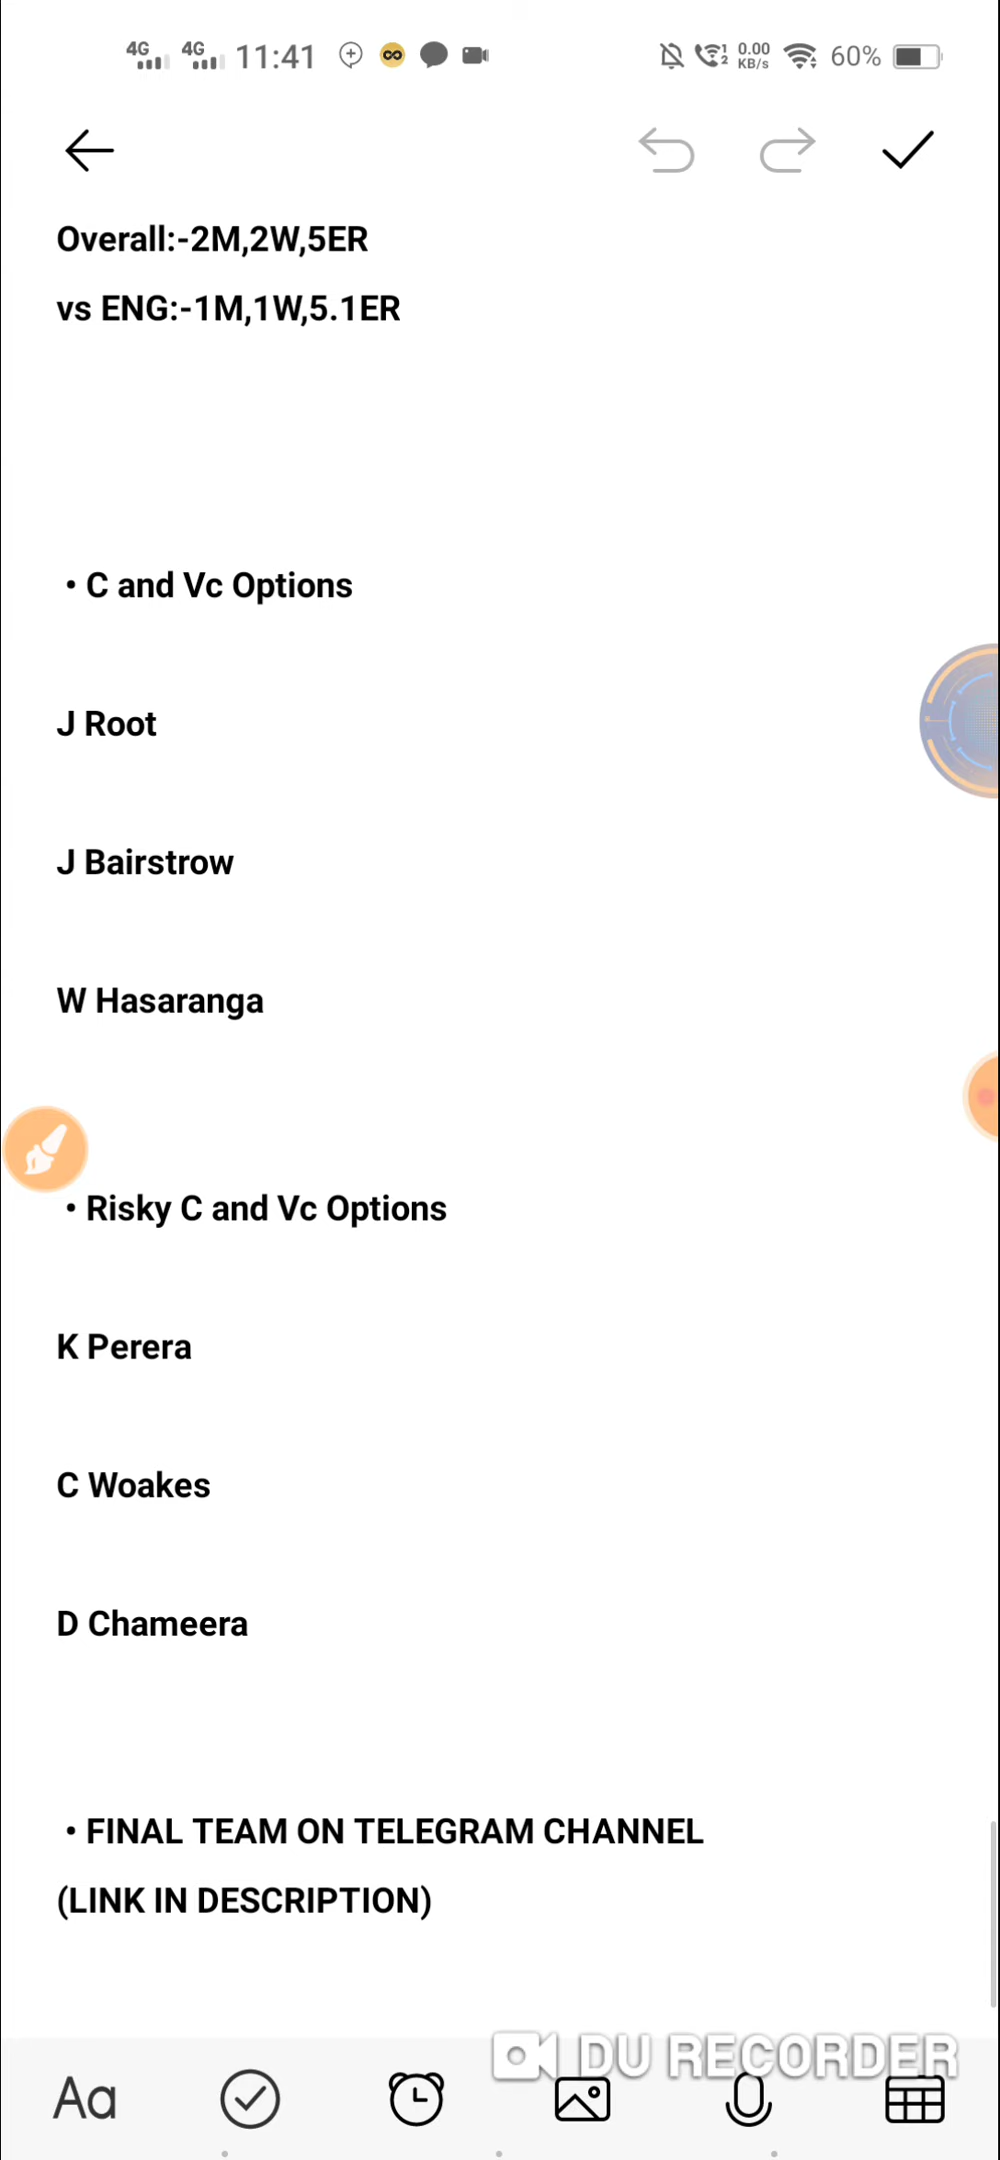 4G 4G 11:41 0.00 KB/s 60%
Overall:-2M,2W,5ER
vs ENG:-1M,1W,5.1ER
• C and Vc Options
J Root
J Bairstrow
W Hasaranga
• Risky C and Vc Options
K Perera
C Woakes
D Chameera
• FINAL TEAM ON TELEGRAM CHANNEL
(LINK IN DESCRIPTION)
DU RECORDER
Aa